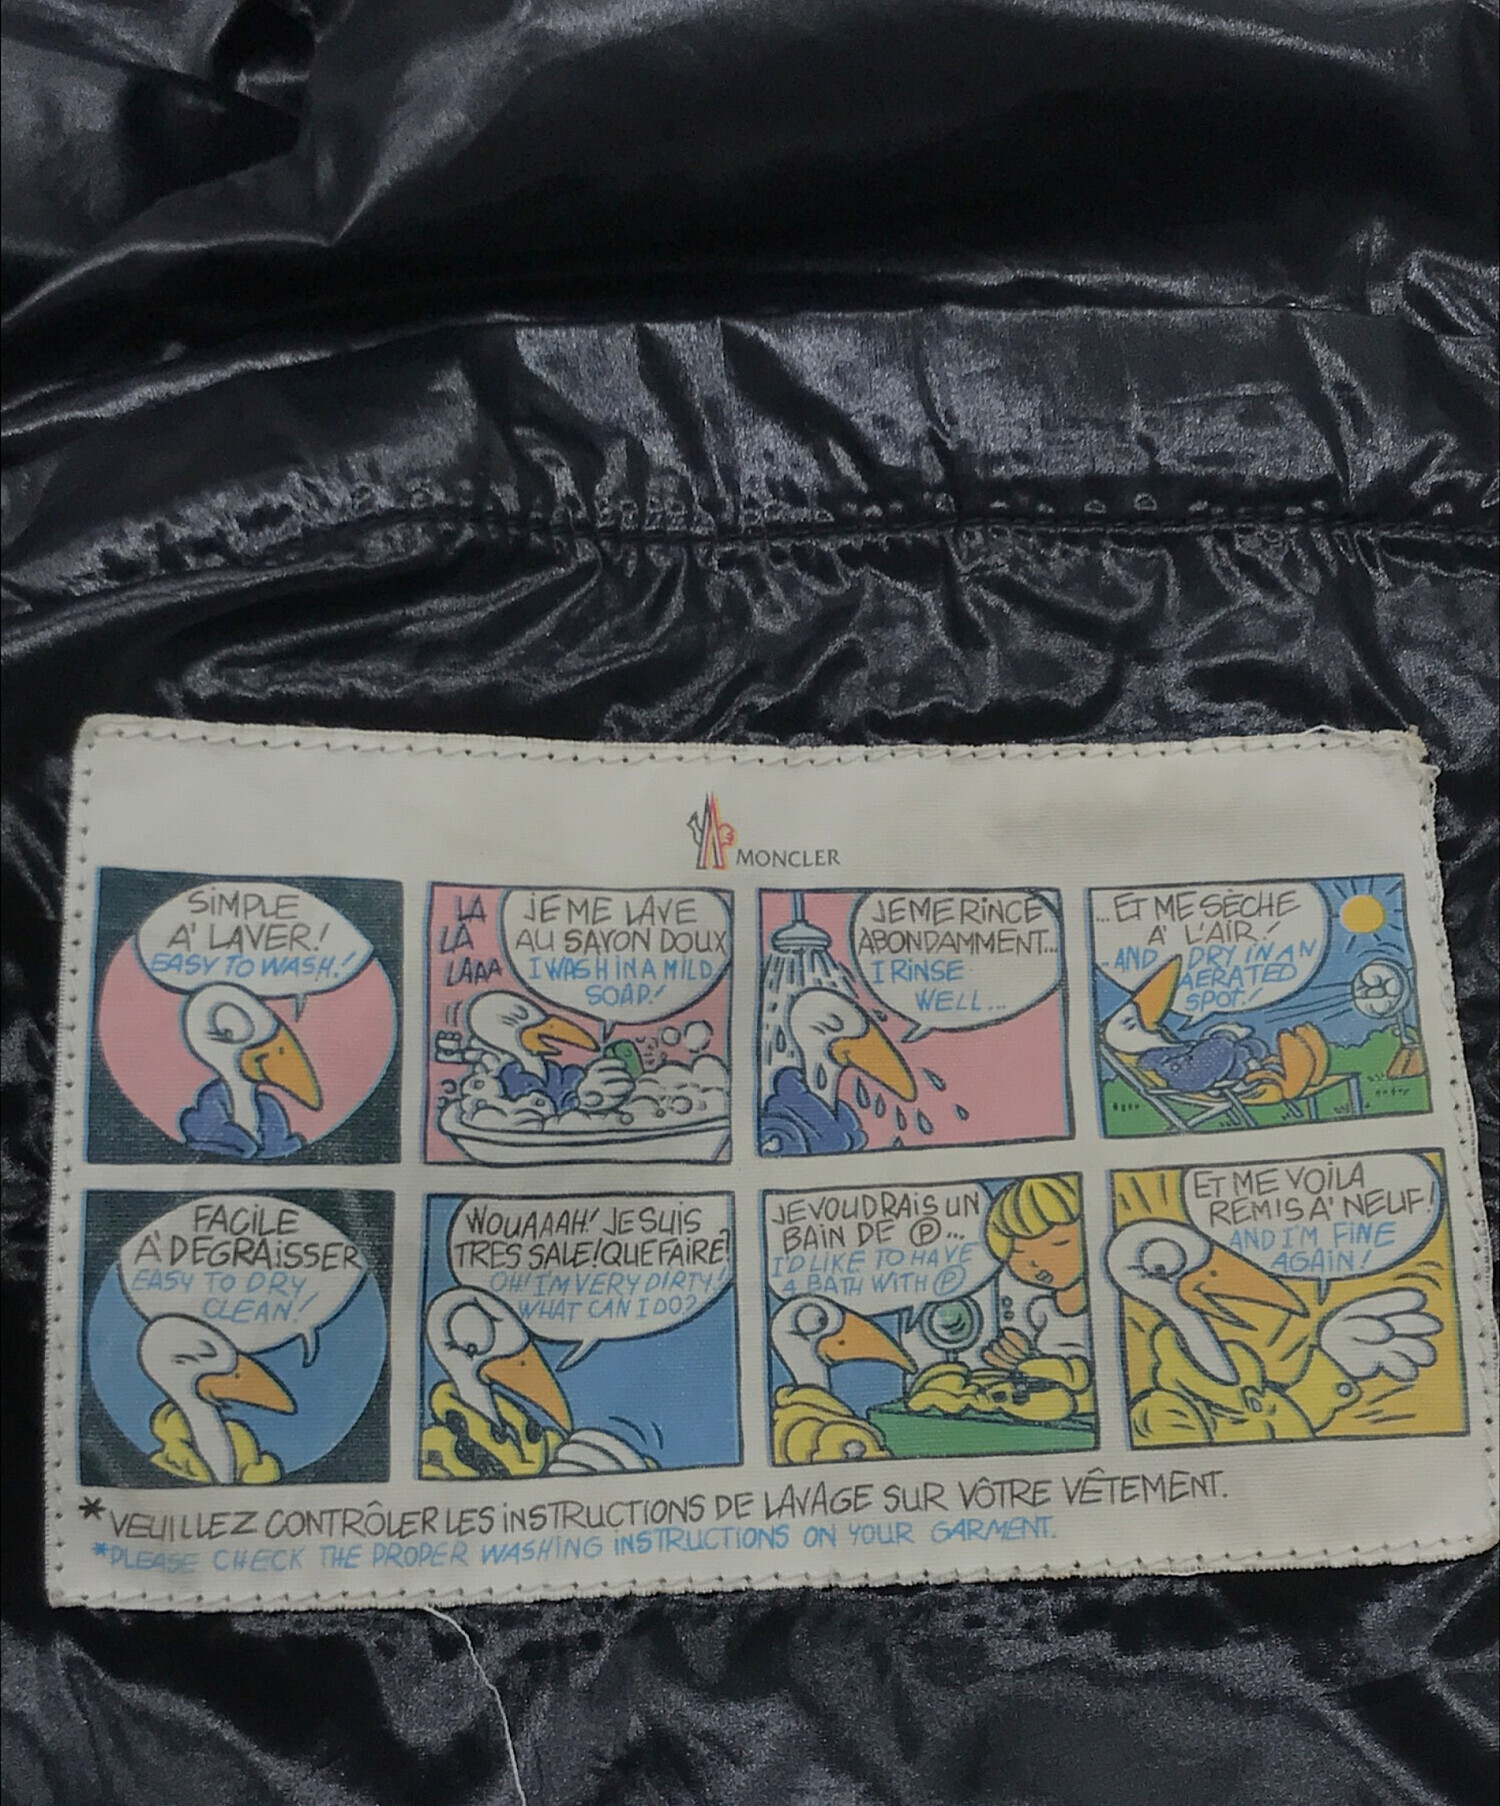 MONCLER
SIMPLE
A' LAVER!
EASY TO WASH!
LA
LA
LAAA
JE ME LAVE
AU SAVON DOUX
I WASH IN A MILD
SOAP!
JE ME RINCE
ABONDAMMENT...
I RINSE
WELL...
...ET ME SÈCHE
A' L'AIR!
...AND DRY IN AN
AERATED
SPOT!
FACILE
A' DEGRAISSER
EASY TO DRY
CLEAN!
WOUAAAH! JE SUIS
TRES SALE! QUE FAIRE?
OH! I'M VERY DIRTY!
WHAT CAN I DO?
JE VOUDRAIS UN
BAIN DE Ⓟ...
I'D LIKE TO HAVE
A BATH WITH Ⓟ
ET ME VOILA
REMIS A' NEUF!
AND I'M FINE
AGAIN!
*VEUILLEZ CONTRÔLER LES INSTRUCTIONS DE LAVAGE SUR VÔTRE VÊTEMENT.
*PLEASE CHECK THE PROPER WASHING INSTRUCTIONS ON YOUR GARMENT.